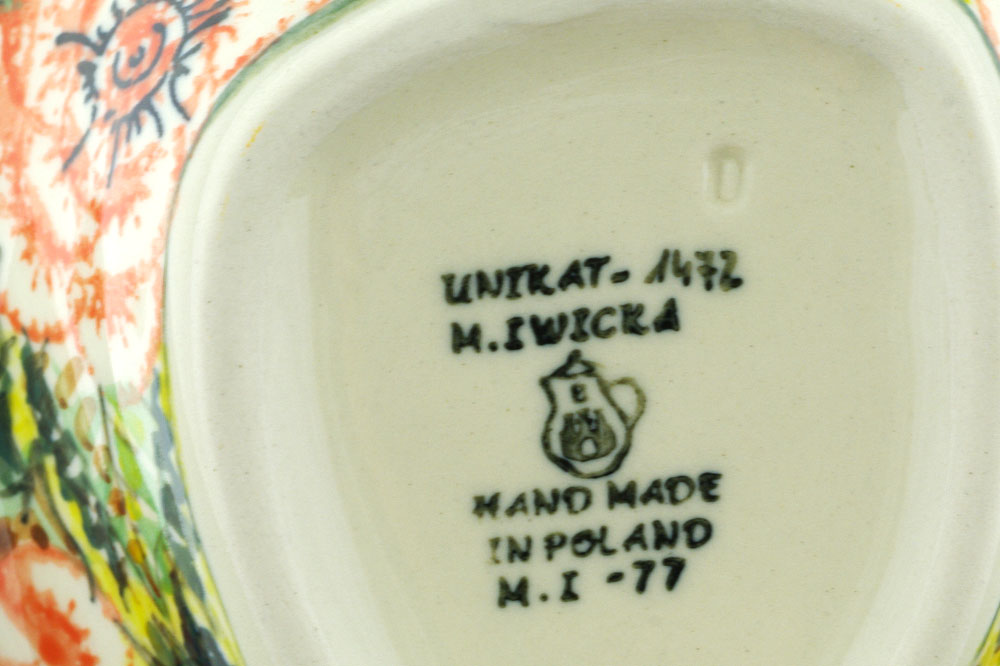 D
UNIKAT- 1472
M.IWICKA
B
HAND MADE
IN POLAND
M.I -77